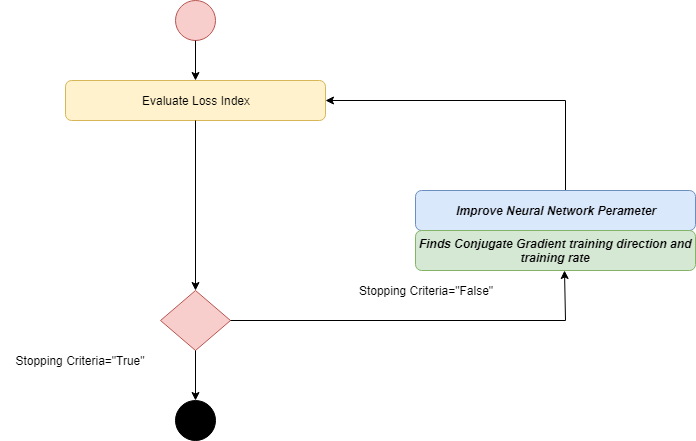 Evaluate Loss Index
Improve Neural Network Perameter
Finds Conjugate Gradient training direction and
training rate
Stopping Criteria="False"
Stopping Criteria="True"